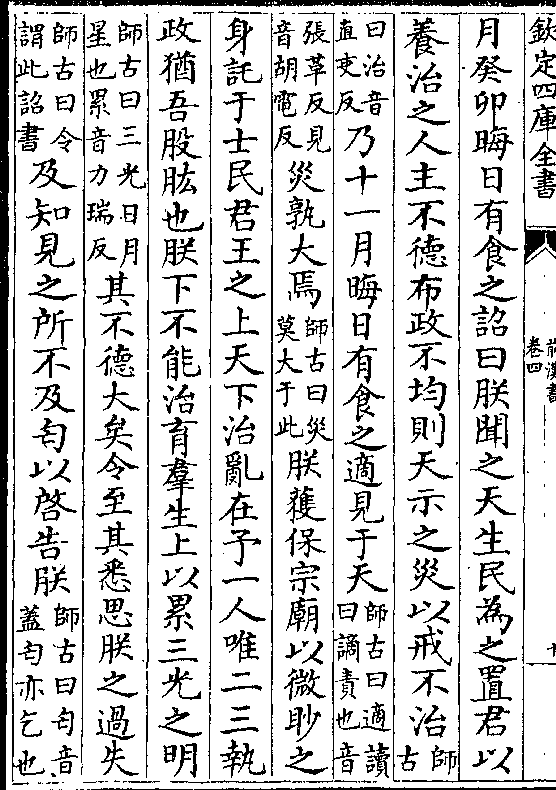 欽定四庫全書
前漢書
卷四
十
月癸卯晦日有食之詔曰朕聞之天生民為之置君以
養治之人主不德布政不均則天示之災以戒不治師古
曰治音直吏反乃十一月晦日有食之適見于天師古曰適讀曰謫責也音
張革反見音胡電反災孰大焉師古曰災莫大于此朕獲保宗廟以微眇之
身託于士民君王之上天下治亂在予一人唯二三執
政猶吾股肱也朕下不能治育羣生上以累三光之明
師古曰三光日月星也累音力瑞反其不德大矣令至其悉思朕之過失
師古曰令謂此詔書及知見之所不及匄以啓告朕師古曰匄音蓋匄亦乞也